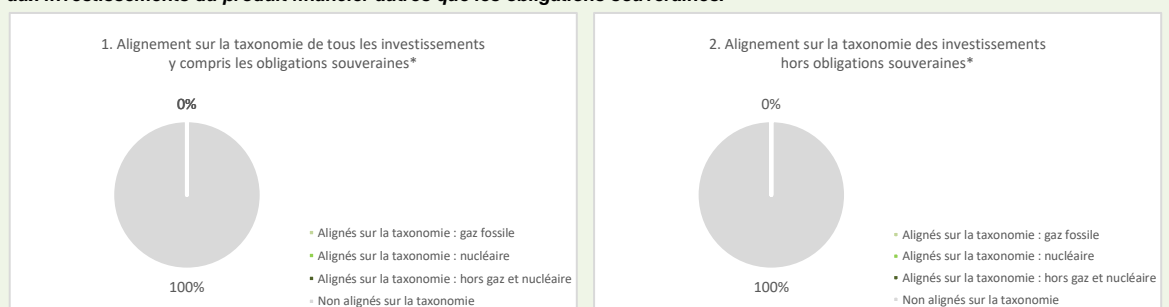 aux investissements du produit financier autres que les obligations souveraines.
1. Alignement sur la taxonomie de tous les investissements
y compris les obligations souveraines*
0%
100%
Alignés sur la taxonomie : gaz fossile
Alignés sur la taxonomie : nucléaire
Alignés sur la taxonomie : hors gaz et nucléaire
Non alignés sur la taxonomie
2. Alignement sur la taxonomie des investissements
hors obligations souveraines*
0%
100%
Alignés sur la taxonomie : gaz fossile
Alignés sur la taxonomie : nucléaire
Alignés sur la taxonomie : hors gaz et nucléaire
Non alignés sur la taxonomie